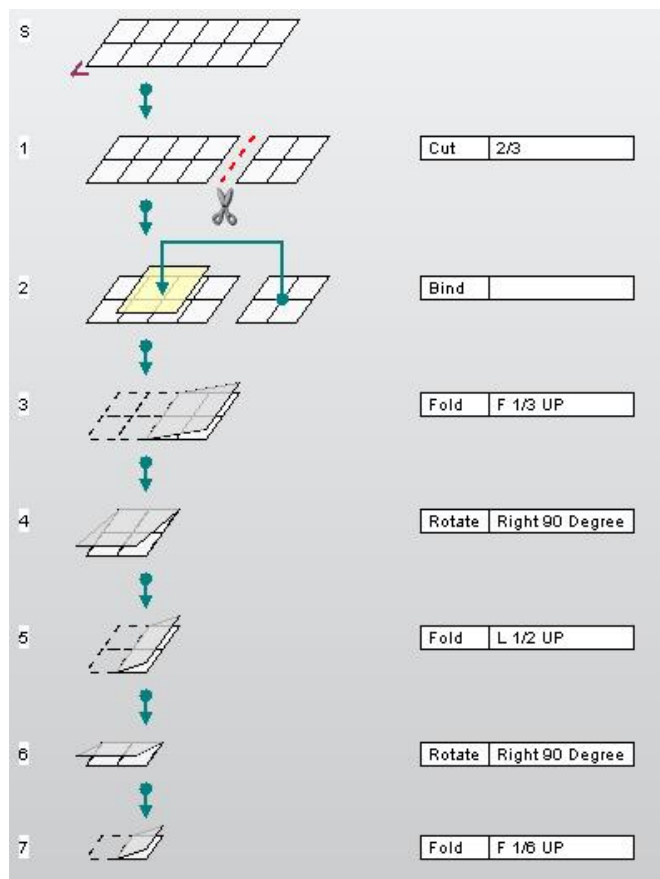 S
1 Cut 2/3
2 Bind
3 Fold F 1/3 UP
4 Rotate Right 90 Degree
5 Fold L 1/2 UP
6 Rotate Right 90 Degree
7 Fold F 1/6 UP